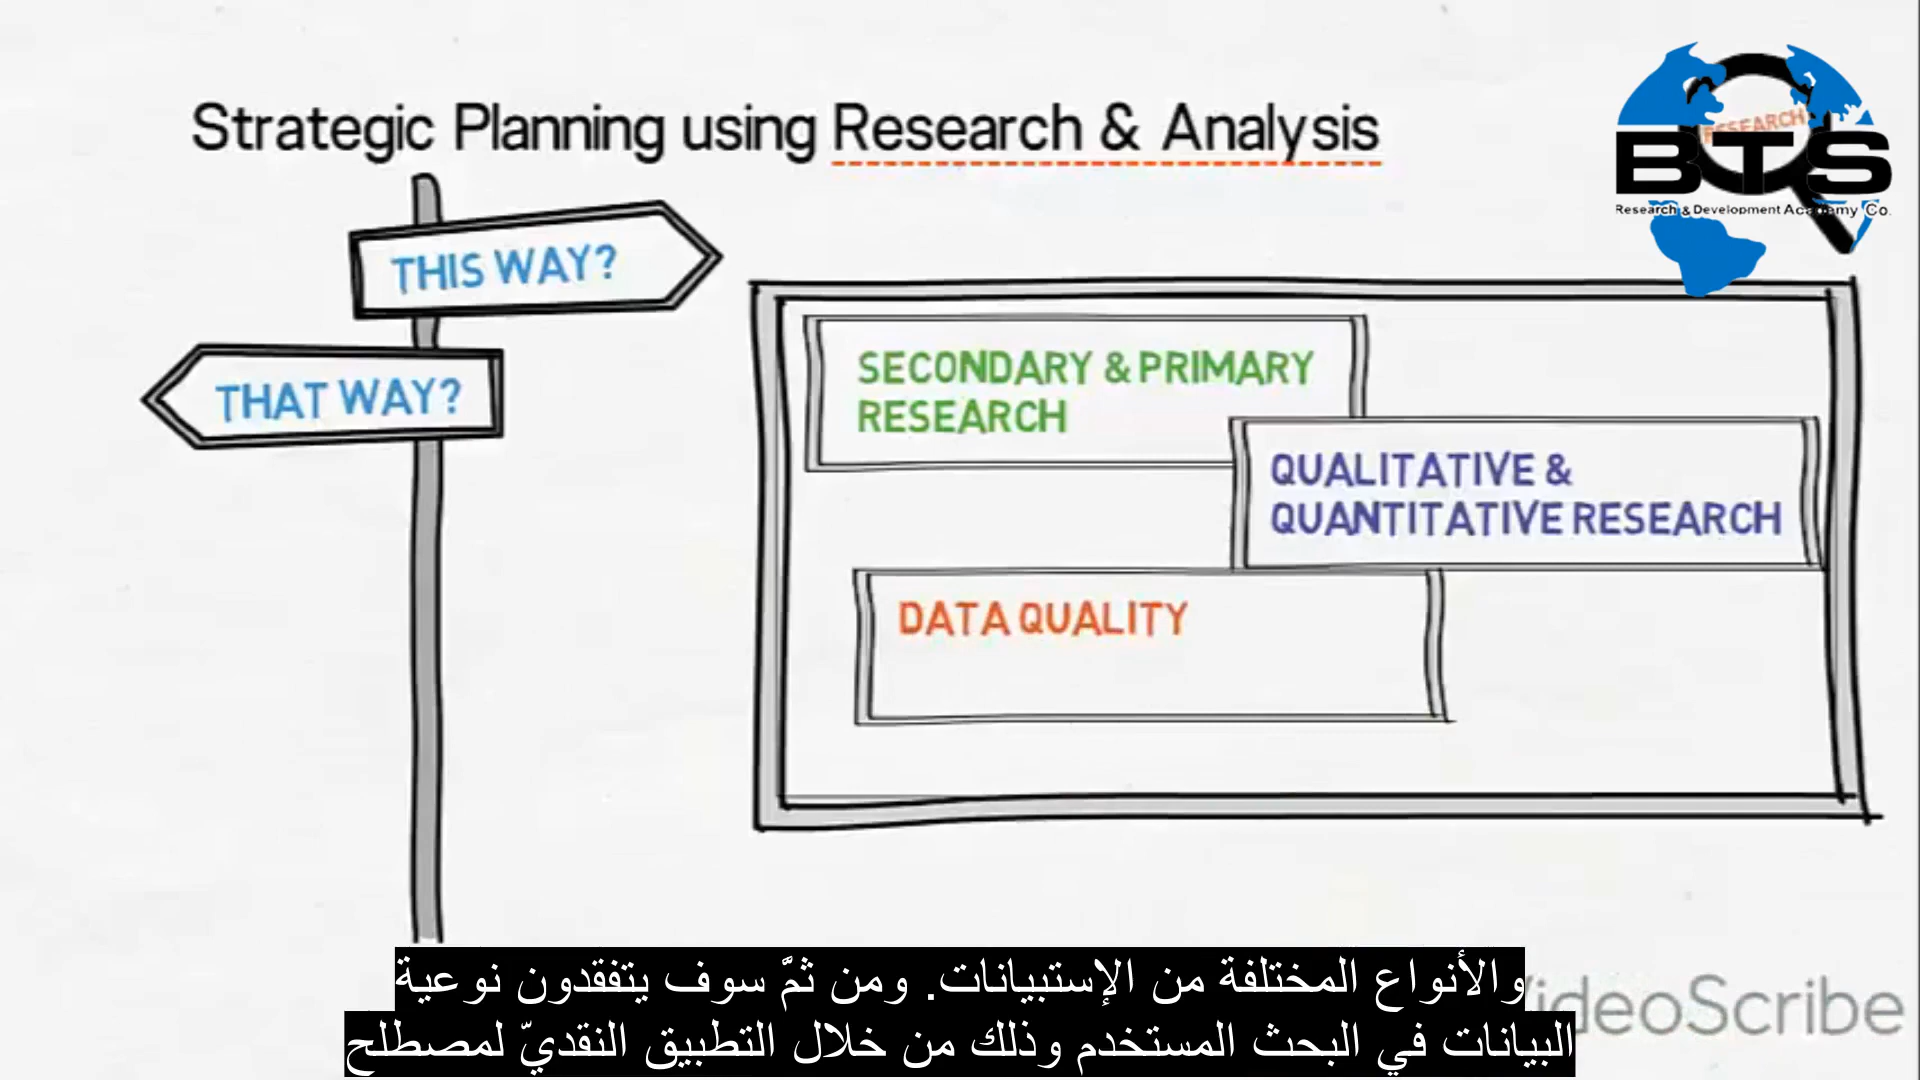 Strategic Planning using Research & Analysis
RESEARCH
BTS
Research & Development Academy Co.
THIS WAY?
THAT WAY?
SECONDARY & PRIMARY
RESEARCH
QUALITATIVE &
QUANTITATIVE RESEARCH
DATA QUALITY
والأنواع المختلفة من الإستبيانات. ومن ثمَّ سوف يتفقدون نوعية
البيانات في البحث المستخدم وذلك من خلال التطبيق النقديّ لمصطلح
VideoScribe